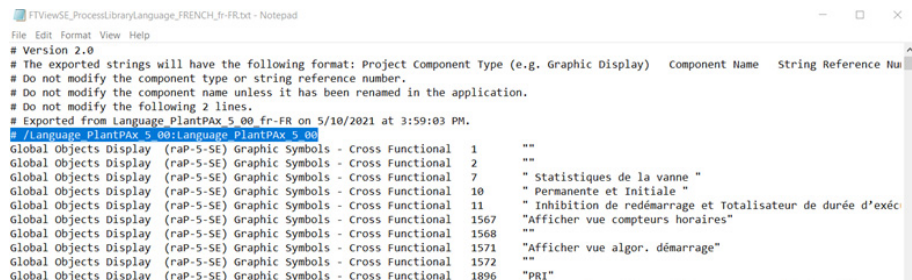 FTViewSE_ProcessLibraryLanguage_FRENCH_fr-FR.txt - Notepad
File Edit Format View Help
# Version 2.0
# The exported strings will have the following format: Project Component Type (e.g. Graphic Display) Component Name String Reference Nu
# Do not modify the component type or string reference number.
# Do not modify the component name unless it has been renamed in the application.
# Do not modify the following 2 lines.
# Exported from Language_PlantPAx_5_00_fr-FR on 5/10/2021 at 3:59:03 PM.
# /Language_PlantPAx_5_00:Language_PlantPAx_5_00
Global Objects Display (raP-5-SE) Graphic Symbols - Cross Functional 1 ""
Global Objects Display (raP-5-SE) Graphic Symbols - Cross Functional 2 ""
Global Objects Display (raP-5-SE) Graphic Symbols - Cross Functional 7 " Statistiques de la vanne "
Global Objects Display (raP-5-SE) Graphic Symbols - Cross Functional 10 " Permanente et Initiale "
Global Objects Display (raP-5-SE) Graphic Symbols - Cross Functional 11 " Inhibition de redémarrage et Totalisateur de durée d’exéc
Global Objects Display (raP-5-SE) Graphic Symbols - Cross Functional 1567 "Afficher vue compteurs horaires"
Global Objects Display (raP-5-SE) Graphic Symbols - Cross Functional 1568 ""
Global Objects Display (raP-5-SE) Graphic Symbols - Cross Functional 1571 "Afficher vue algor. démarrage"
Global Objects Display (raP-5-SE) Graphic Symbols - Cross Functional 1572 ""
Global Objects Display (raP-5-SE) Graphic Symbols - Cross Functional 1896 "PRI"